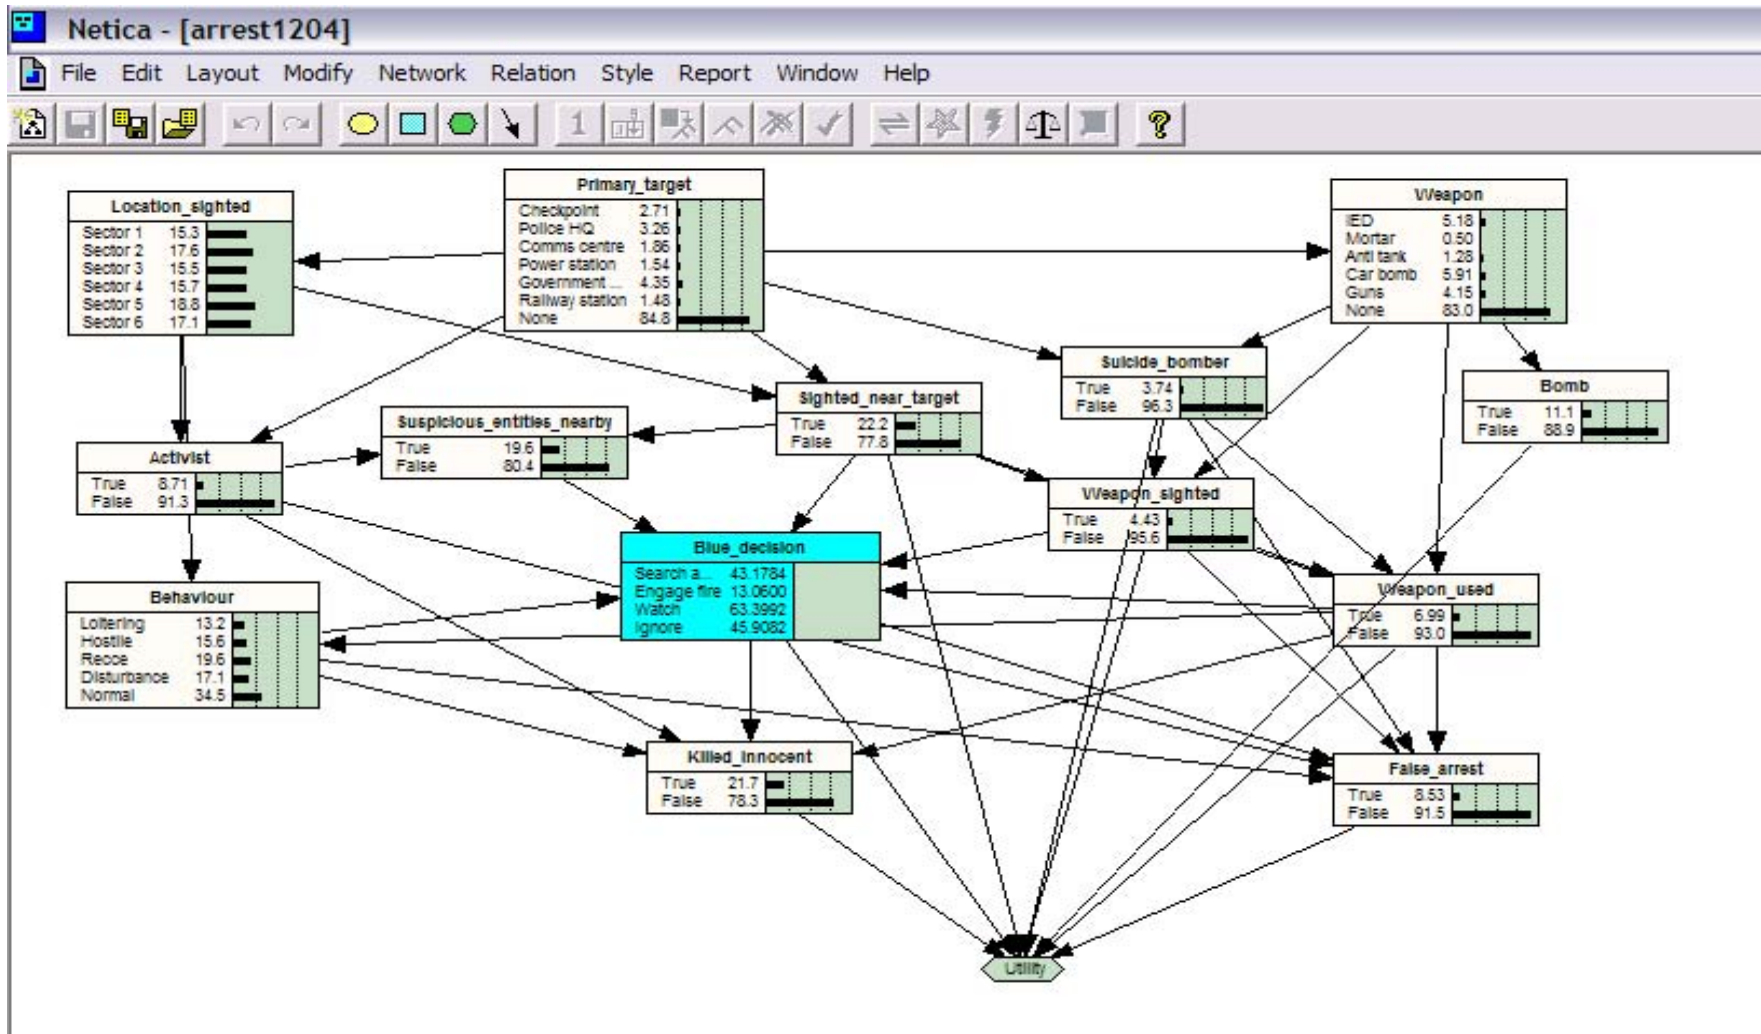 Netica - [arrest1204]
File Edit Layout Modify Network Relation Style Report Window Help
1 ?
Location_sighted
Sector 1 15.3
Sector 2 17.6
Sector 3 15.5
Sector 4 15.7
Sector 5 18.8
Sector 6 17.1
Primary_target
Checkpoint 2.71
Police HQ 3.26
Comms centre 1.86
Power station 1.54
Government ... 4.35
Railway station 1.48
None 84.8
Weapon
IED 5.18
Mortar 0.50
Anti tank 1.28
Car bomb 5.91
Guns 4.15
None 83.0
Suicide_bomber
True 3.74
False 96.3
Bomb
True 11.1
False 88.9
Sighted_near_target
True 22.2
False 77.8
Suspicious_entities_nearby
True 19.6
False 80.4
Activist
True 8.71
False 91.3
Weapon_sighted
True 4.43
False 95.6
Blue_decision
Search a... 43.1784
Engage fire 13.0600
Watch 63.3992
Ignore 45.9082
Weapon_used
True 6.99
False 93.0
Behaviour
Loitering 13.2
Hostile 15.6
Recce 19.6
Disturbance 17.1
Normal 34.5
Killed_innocent
True 21.7
False 78.3
False_arrest
True 8.53
False 91.5
Utility